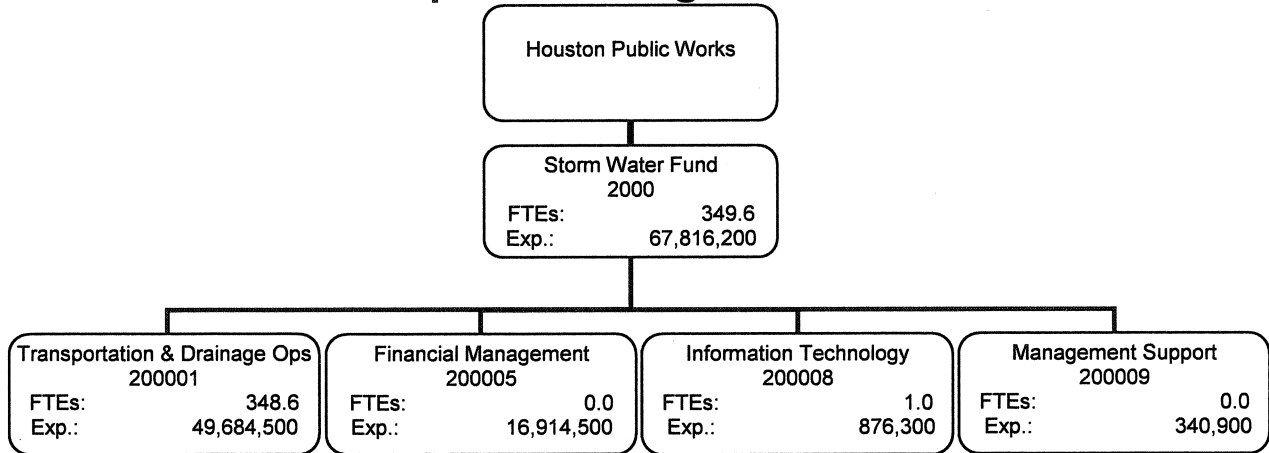 Houston Public Works
Storm Water Fund
2000
FTEs: 349.6
Exp.: 67,816,200
Transportation & Drainage Ops
200001
FTEs: 348.6
Exp.: 49,684,500
Financial Management
200005
FTEs: 0.0
Exp.: 16,914,500
Information Technology
200008
FTEs: 1.0
Exp.: 876,300
Management Support
200009
FTEs: 0.0
Exp.: 340,900